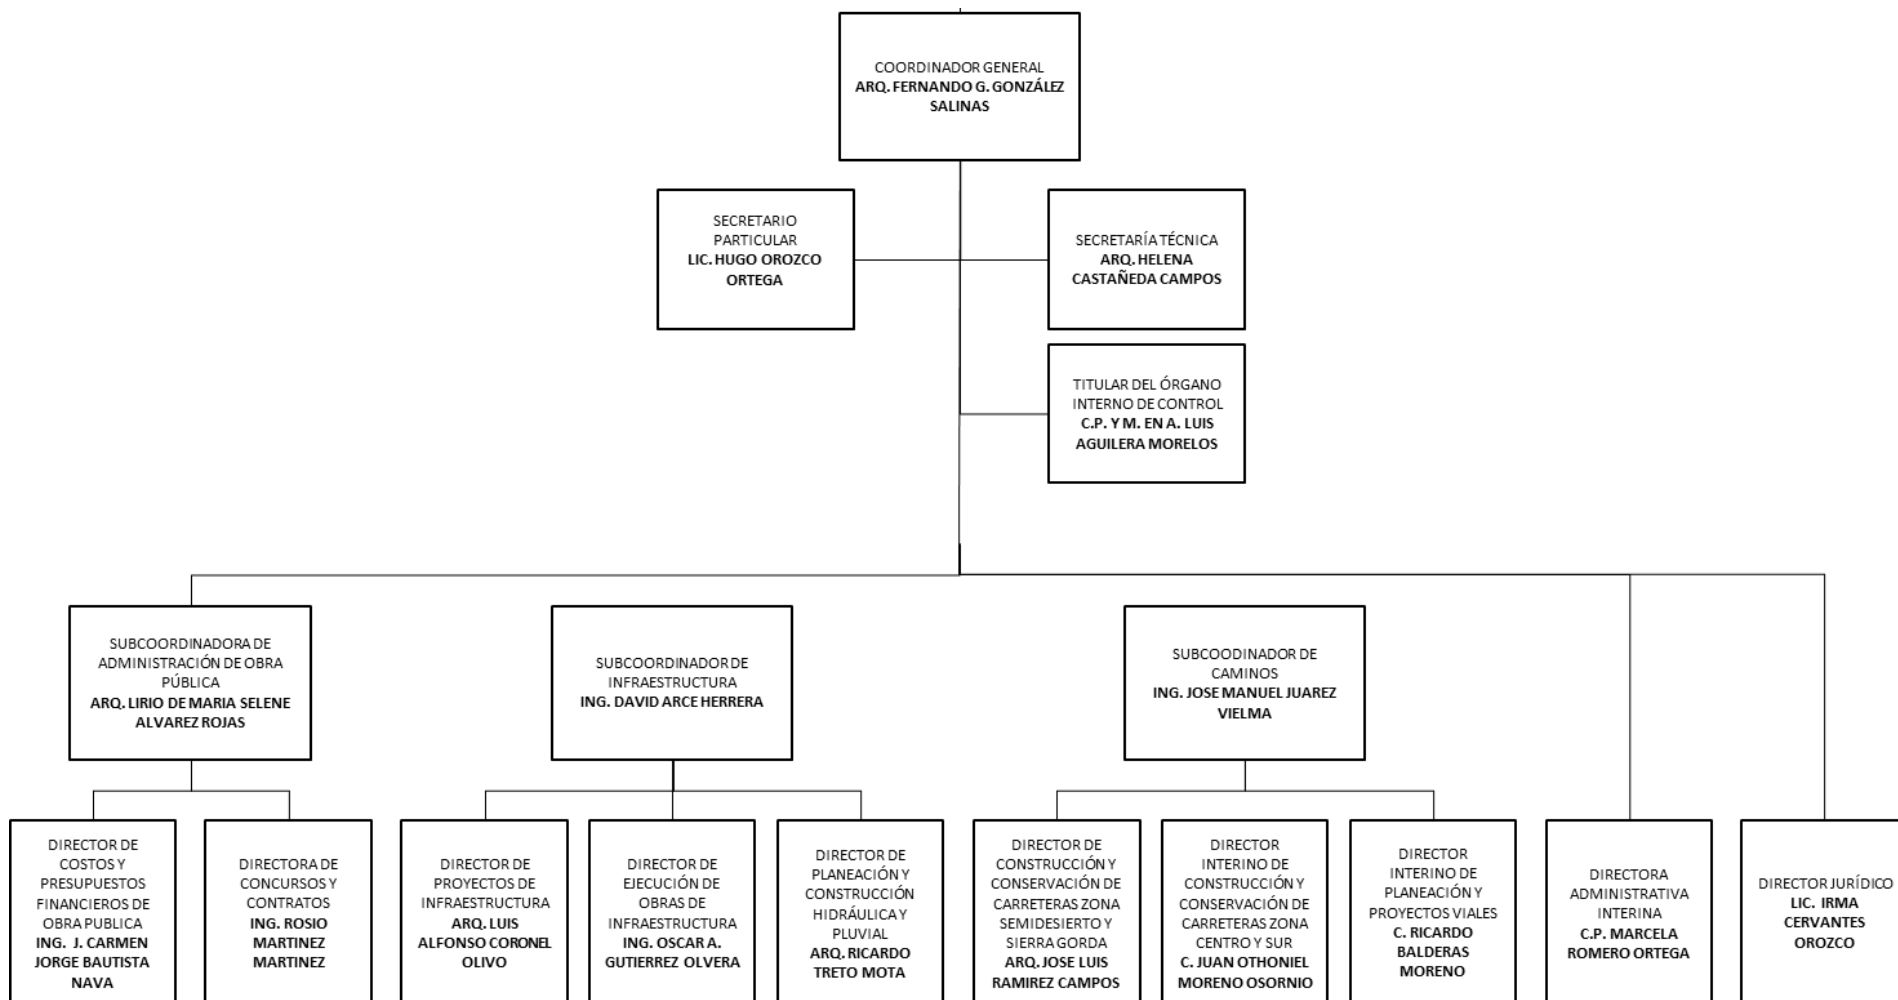 COORDINADOR GENERAL
ARQ. FERNANDO G. GONZÁLEZ
SALINAS
SECRETARIO
PARTICULAR
LIC. HUGO OROZCO
ORTEGA
SECRETARÍA TÉCNICA
ARQ. HELENA
CASTAÑEDA CAMPOS
TITULAR DEL ÓRGANO
INTERNO DE CONTROL
C.P. Y M. EN A. LUIS
AGUILERA MORELOS
SUBCOORDINADORA DE
ADMINISTRACIÓN DE OBRA
PÚBLICA
ARQ. LIRIO DE MARIA SELENE
ALVAREZ ROJAS
SUBCOORDINADOR DE
INFRAESTRUCTURA
ING. DAVID ARCE HERRERA
SUBCOODINADOR DE
CAMINOS
ING. JOSE MANUEL JUAREZ
VIELMA
DIRECTOR DE
COSTOS Y
PRESUPUESTOS
FINANCIEROS DE
OBRA PUBLICA
ING. J. CARMEN
JORGE BAUTISTA
NAVA
DIRECTORA DE
CONCURSOS Y
CONTRATOS
ING. ROSIO
MARTINEZ
MARTINEZ
DIRECTOR DE
PROYECTOS DE
INFRAESTRUCTURA
ARQ. LUIS
ALFONSO CORONEL
OLIVO
DIRECTOR DE
EJECUCIÓN DE
OBRAS DE
INFRAESTRUCTURA
ING. OSCAR A.
GUTIERREZ OLVERA
DIRECTOR DE
PLANEACIÓN Y
CONSTRUCCIÓN
HIDRÁULICA Y
PLUVIAL
ARQ. RICARDO
TRETO MOTA
DIRECTOR DE
CONSTRUCCIÓN Y
CONSERVACIÓN DE
CARRETERAS ZONA
SEMIDESIERTO Y
SIERRA GORDA
ARQ. JOSE LUIS
RAMIREZ CAMPOS
DIRECTOR
INTERINO DE
CONSTRUCCIÓN Y
CONSERVACIÓN DE
CARRETERAS ZONA
CENTRO Y SUR
C. JUAN OTHONIEL
MORENO OSORNIO
DIRECTOR
INTERINO DE
PLANEACIÓN Y
PROYECTOS VIALES
C. RICARDO
BALDERAS
MORENO
DIRECTORA
ADMINISTRATIVA
INTERINA
C.P. MARCELA
ROMERO ORTEGA
DIRECTOR JURÍDICO
LIC. IRMA
CERVANTES
OROZCO